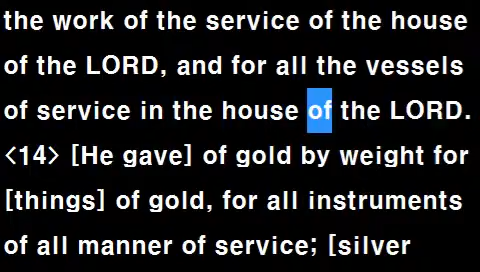 the work of the service of the house
of the LORD, and for all the vessels
of service in the house of the LORD.
<14> [He gave] of gold by weight for
[things] of gold, for all instruments
of all manner of service; [silver